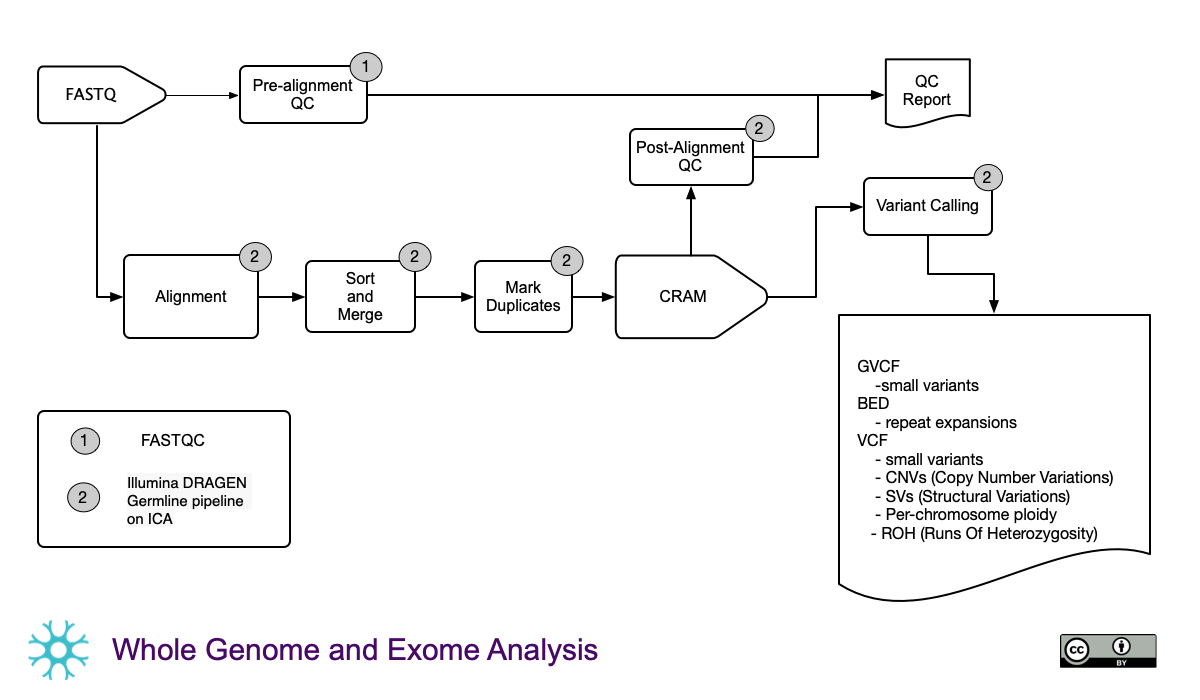 FASTQ
Pre-alignment
QC
1
QC
Report
Post-Alignment
QC
2
Variant Calling
2
Alignment
2
Sort
and
Merge
2
Mark
Duplicates
2
CRAM
GVCF
-small variants
BED
- repeat expansions
VCF
- small variants
- CNVs (Copy Number Variations)
- SVs (Structural Variations)
- Per-chromosome ploidy
- ROH (Runs Of Heterozygosity)
1 FASTQC
2 Illumina DRAGEN
Germline pipeline
on ICA
Whole Genome and Exome Analysis
cc
BY